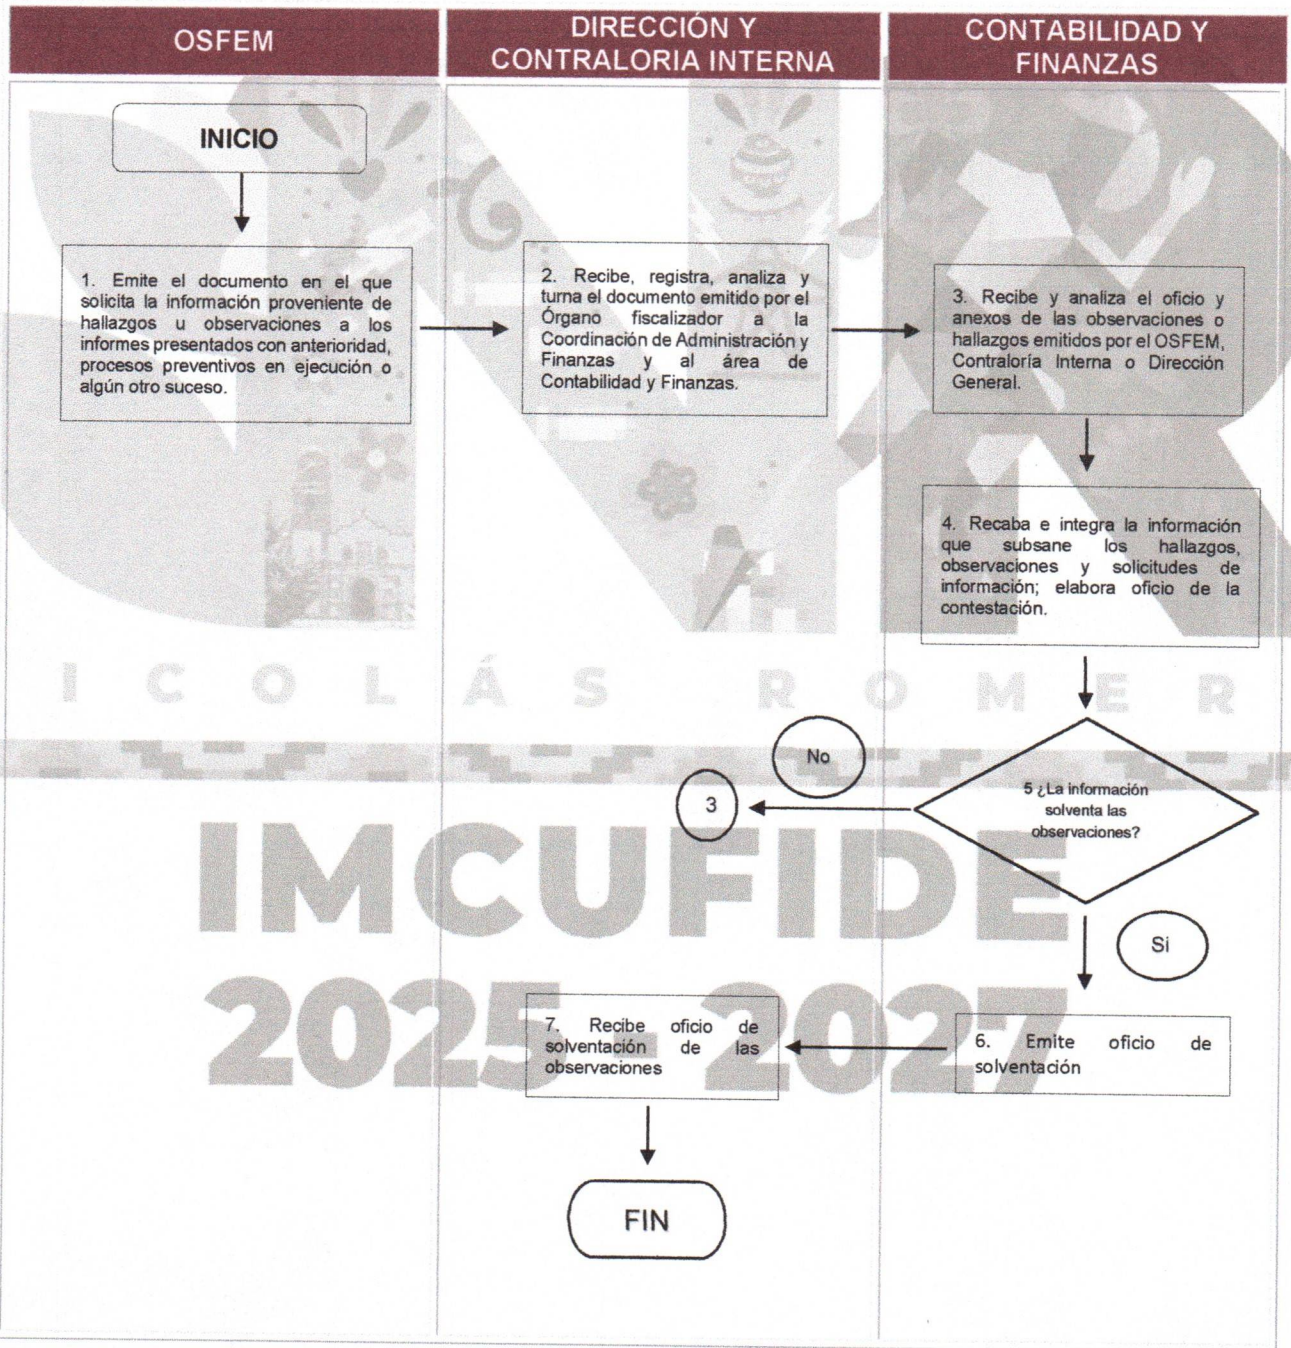 OSFEM
DIRECCIÓN Y
CONTRALORIA INTERNA
CONTABILIDAD Y
FINANZAS
INICIO
1. Emite el documento en el que
solicita la información proveniente de
hallazgos u observaciones a los
informes presentados con anterioridad,
procesos preventivos en ejecución o
algún otro suceso.
2. Recibe, registra, analiza y
turna el documento emitido por el
Órgano fiscalizador a la
Coordinación de Administración y
Finanzas y al área de
Contabilidad y Finanzas.
3. Recibe y analiza el oficio y
anexos de las observaciones o
hallazgos emitidos por el OSFEM,
Contraloría Interna o Dirección
General.
4. Recaba e integra la información
que subsane los hallazgos,
observaciones y solicitudes de
información; elabora oficio de la
contestación.
ICOLÁS ROMER
No
3
5 ¿La información
solventa las
observaciones?
IMCUFIDE
Si
2025 - 2027
7. Recibe oficio de
solventación de las
observaciones
6. Emite oficio de
solventación
FIN